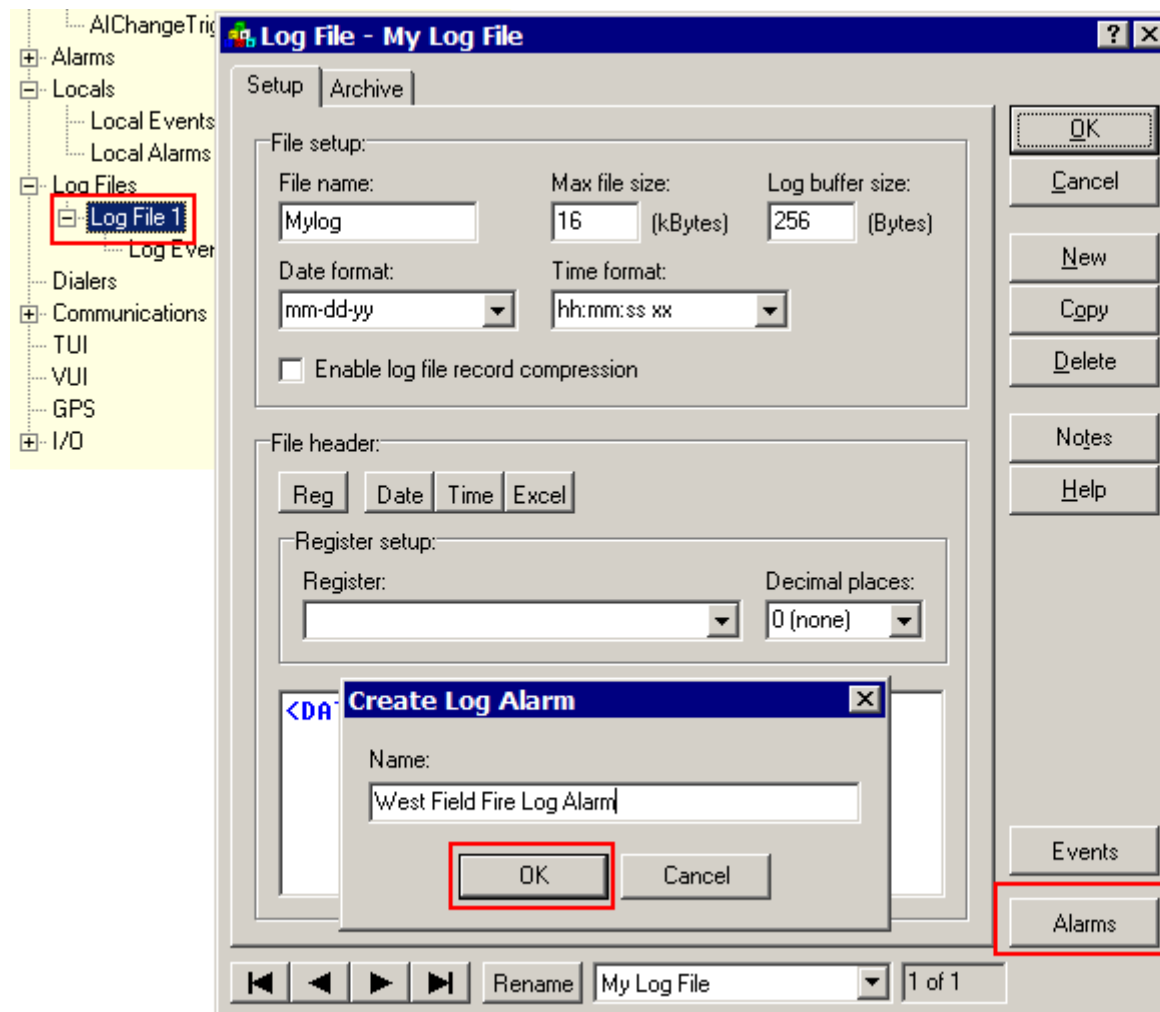 AIChangeTrig
Alarms
Locals
Local Events
Local Alarms
Log Files
Log File 1
Log Ever
Dialers
Communications
TUI
VUI
GPS
I/O
Log File - My Log File
Setup
Archive
File setup:
File name:
Max file size:
Log buffer size:
Mylog
16
(kBytes)
256
(Bytes)
Date format:
Time format:
mm-dd-yy
hh:mm:ss xx
Enable log file record compression
File header:
Reg
Date
Time
Excel
Register setup:
Register:
Decimal places:
0 (none)
<DAT
Create Log Alarm
Name:
West Field Fire Log Alarm
OK
Cancel
Rename
My Log File
1 of 1
OK
Cancel
New
Copy
Delete
Notes
Help
Events
Alarms